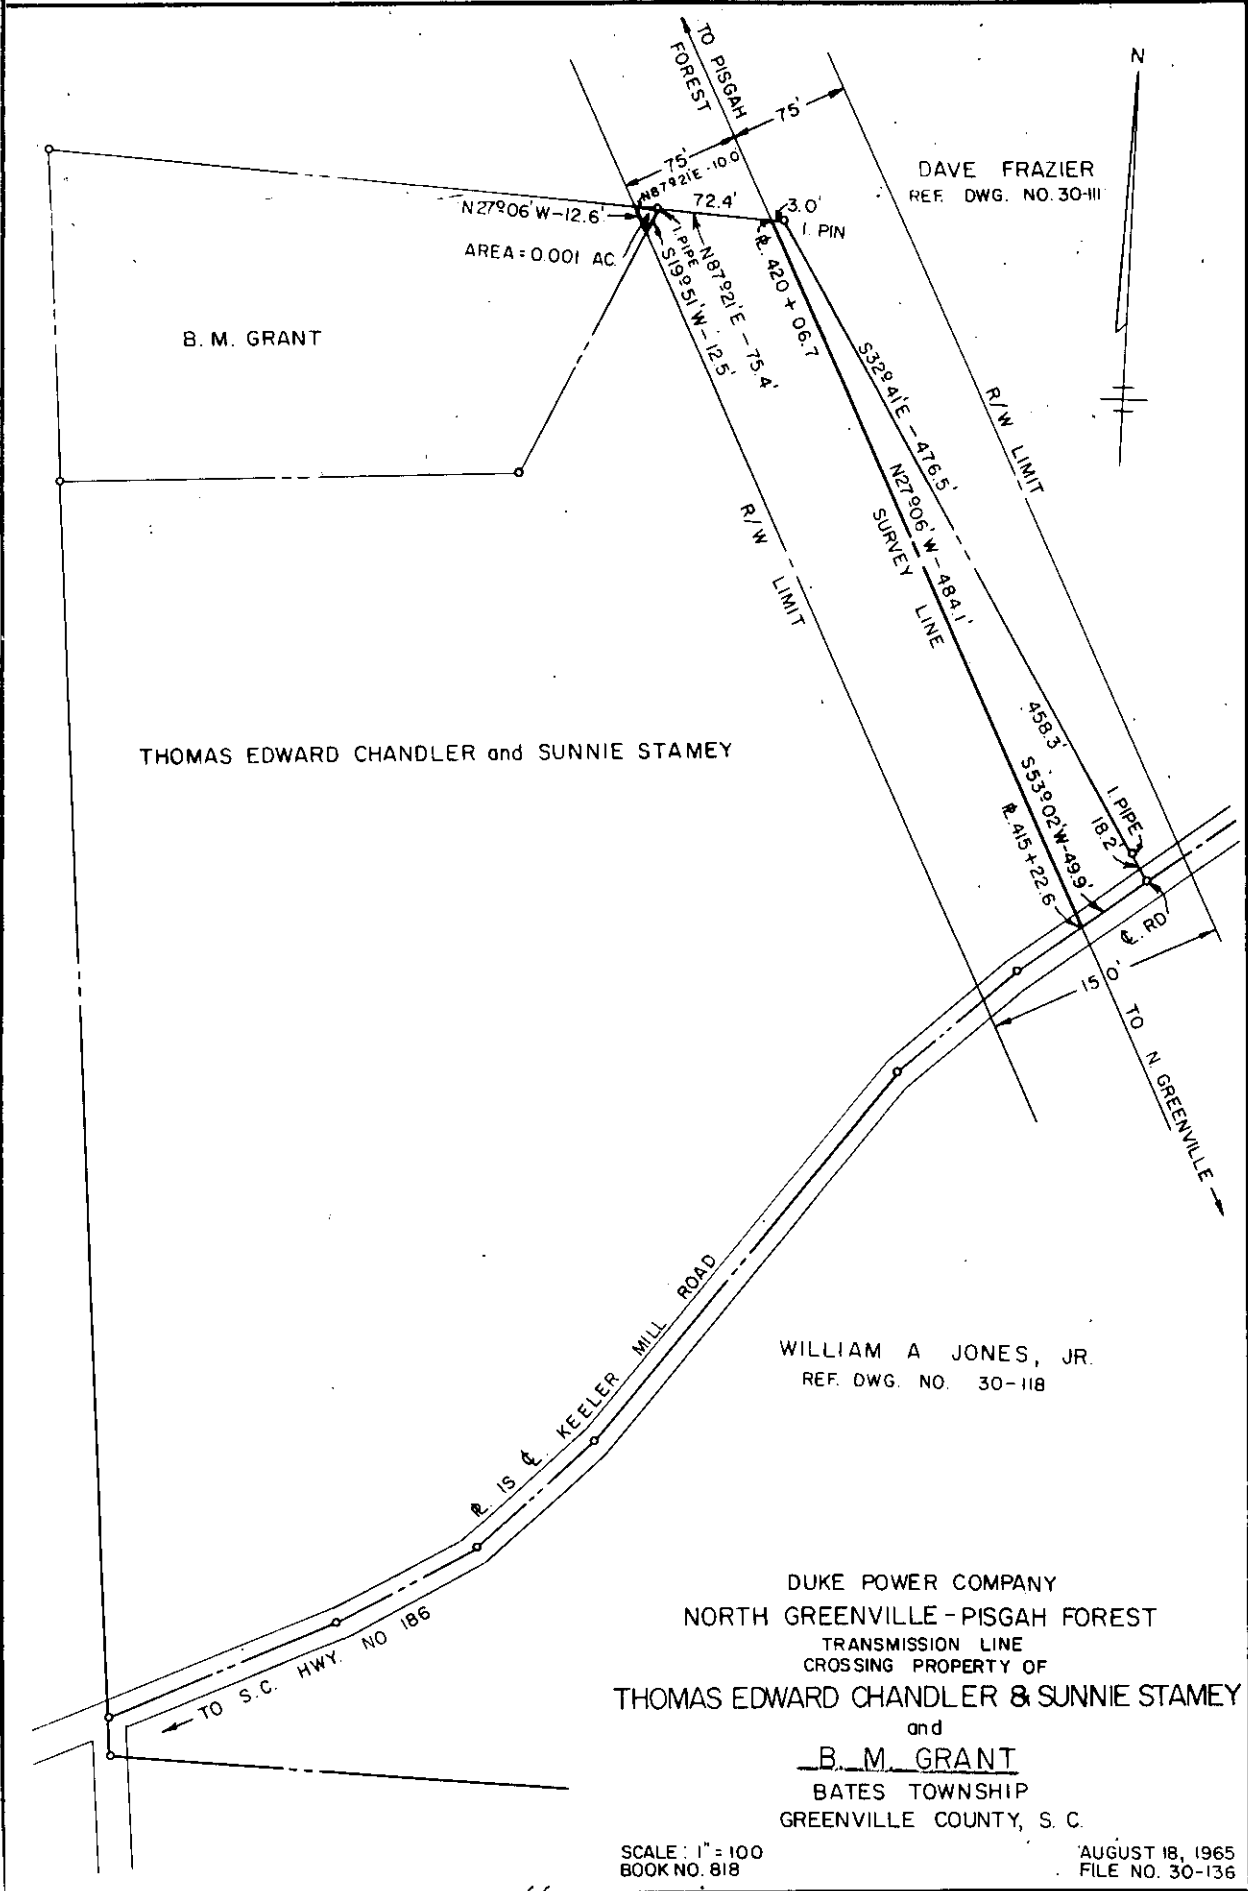 TO PISGAH
FOREST
N
75'
75'
DAVE FRAZIER
REF. DWG. NO. 30-111
N87°21'E-10.0'
72.4'
3.0'
I. PIN
N27°06'W-12.6'
AREA = 0.001 AC.
I. PIPE
S19°51'W-12.5'
N87°21'E-75.4'
℄. 420 + 06.7
B. M. GRANT
S32°41'E-476.5'
R/W LIMIT
N27°06'W-484.1'
SURVEY LINE
R/W LIMIT
THOMAS EDWARD CHANDLER and SUNNIE STAMEY
458.3'
I. PIPE
18.2'
S53°02'W-49.9'
℄. 415 + 22.6
℄. RD
150'
TO N. GREENVILLE
WILLIAM A JONES, JR.
REF. DWG. NO. 30-118
℄. IS ℄. KEELER MILL ROAD
TO S.C. HWY. NO 186
DUKE POWER COMPANY
NORTH GREENVILLE - PISGAH FOREST
TRANSMISSION LINE
CROSSING PROPERTY OF
THOMAS EDWARD CHANDLER & SUNNIE STAMEY
and
B. M. GRANT
BATES TOWNSHIP
GREENVILLE COUNTY, S. C.
SCALE : 1" = 100
AUGUST 18, 1965
BOOK NO. 818
FILE NO. 30-136